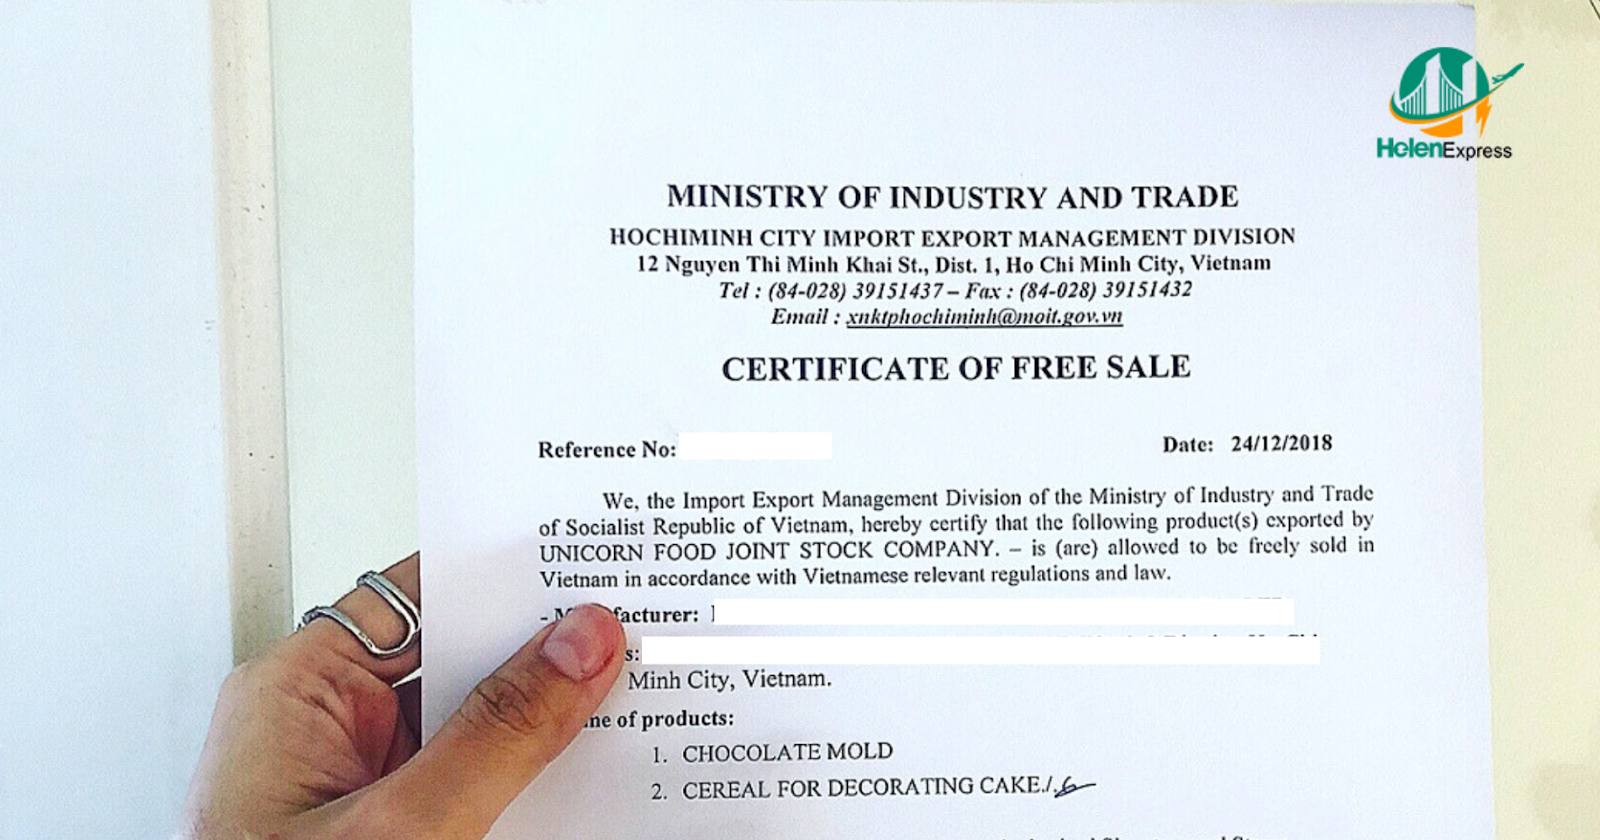 HelenExpress
MINISTRY OF INDUSTRY AND TRADE
HOCHIMINH CITY IMPORT EXPORT MANAGEMENT DIVISION
12 Nguyen Thi Minh Khai St., Dist. 1, Ho Chi Minh City, Vietnam
Tel : (84-028) 39151437 – Fax : (84-028) 39151432
Email : xnktphochiminh@moit.gov.vn
CERTIFICATE OF FREE SALE
Reference No: Date: 24/12/2018
We, the Import Export Management Division of the Ministry of Industry and Trade
of Socialist Republic of Vietnam, hereby certify that the following product(s) exported by
UNICORN FOOD JOINT STOCK COMPANY. – is (are) allowed to be freely sold in
Vietnam in accordance with Vietnamese relevant regulations and law.
facturer:
s:
Minh City, Vietnam.
ne of products:
1. CHOCOLATE MOLD
2. CEREAL FOR DECORATING CAKE./.